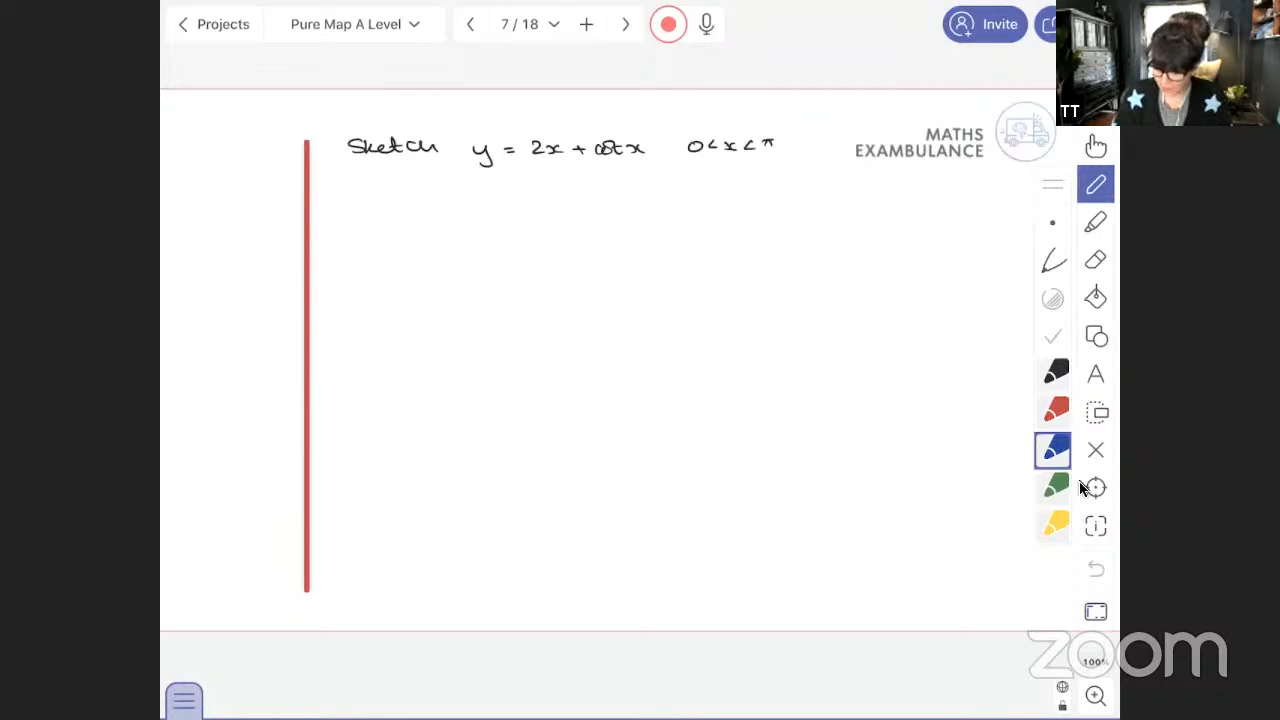 Projects
Pure Map A Level
7 / 18
Invite
TT
Sketch y = 2x + cot x 0 < x < π
MATHS
EXAMBULANCE
A
100%
zoom